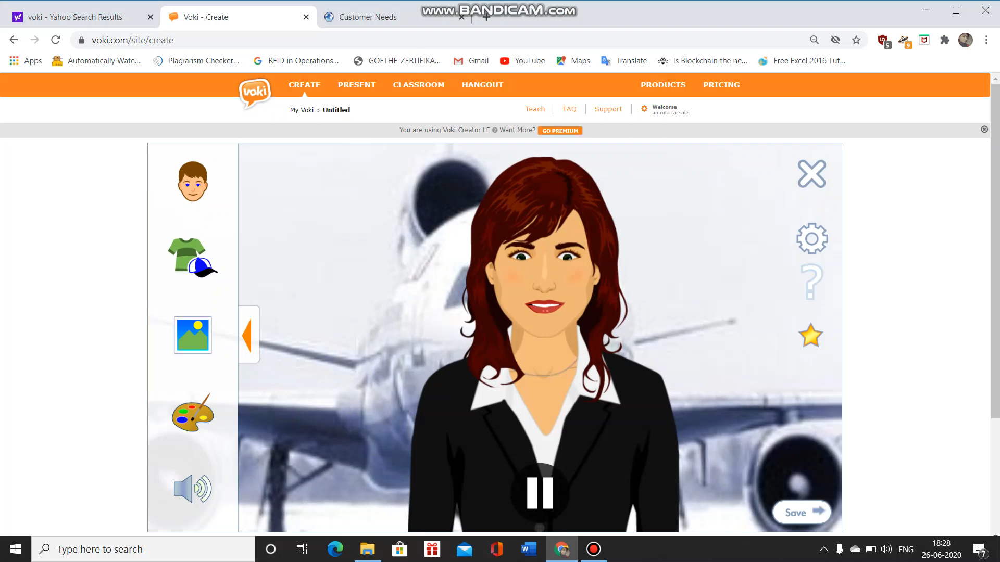 www.BANDICAM.com
voki - Yahoo Search Results
Voki - Create
Customer Needs
voki.com/site/create
5
9
Apps
Automatically Wate...
Plagiarism Checker...
RFID in Operations...
GOETHE-ZERTIFIKA...
Gmail
YouTube
Maps
Translate
Is Blockchain the ne...
Free Excel 2016 Tut...
voki
CREATE
PRESENT
CLASSROOM
HANGOUT
PRODUCTS
PRICING
My Voki > Untitled
Teach
FAQ
Support
Welcome
amruta taksale
You are using Voki Creator LE ? Want More? GO PREMIUM
?
Save
Type here to search
ENG
18:28
26-06-2020
7